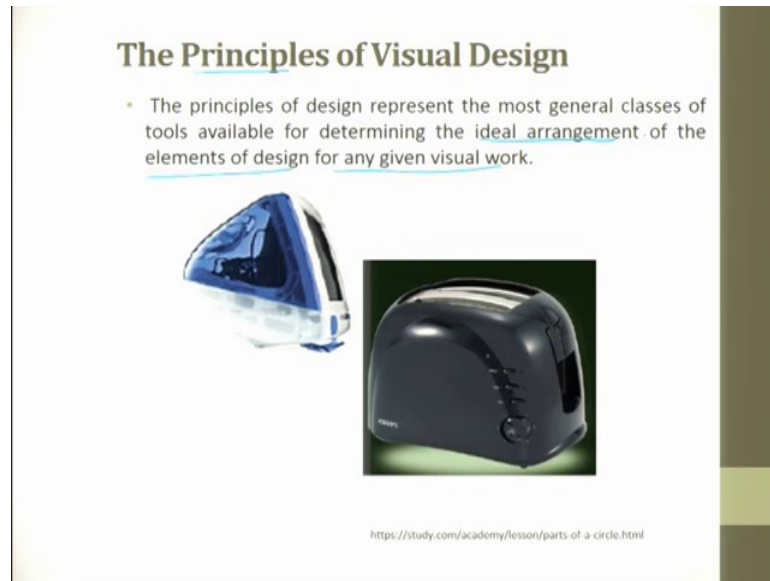 The Principles of Visual Design
• The principles of design represent the most general classes of
tools available for determining the ideal arrangement of the
elements of design for any given visual work.
KRUPS
https://study.com/academy/lesson/parts-of-a-circle.html